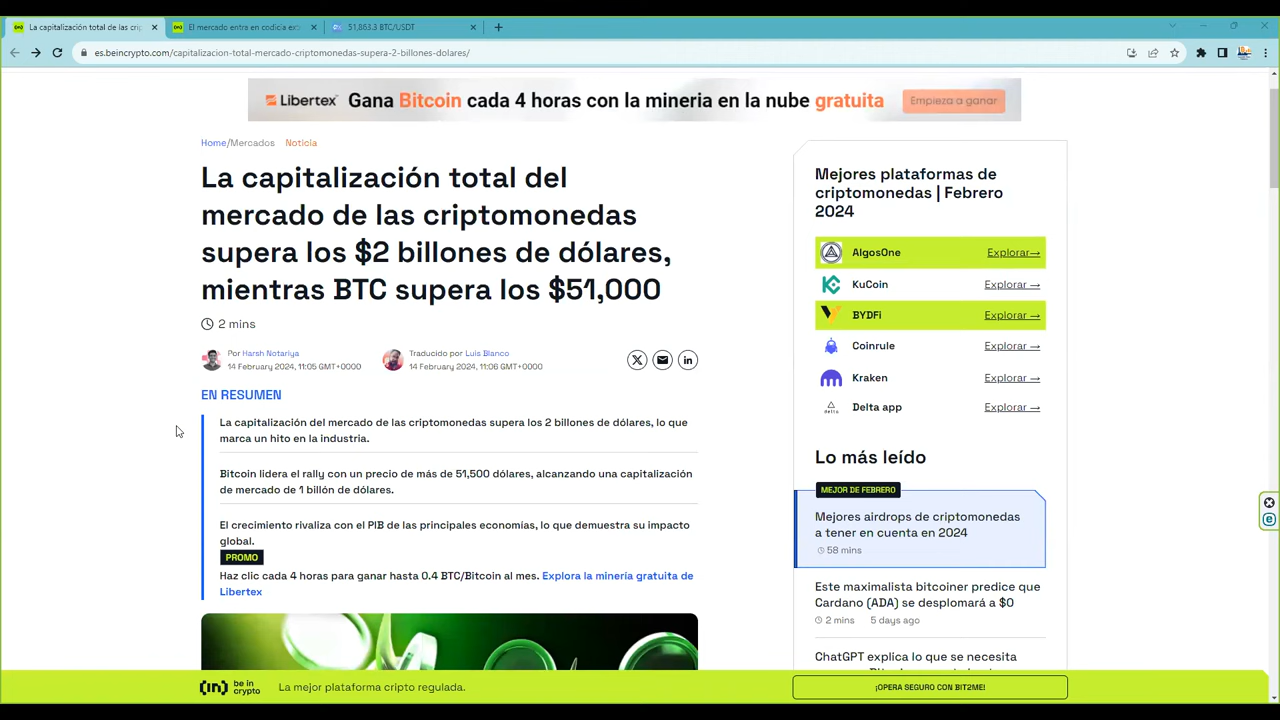 La capitalización total de las crip
El mercado entra en codicia ext
51,863.3 BTC/USDT
es.beincrypto.com/capitalizacion-total-mercado-criptomonedas-supera-2-billones-dolares/
Libertex Gana Bitcoin cada 4 horas con la mineria en la nube gratuita Empieza a ganar
Home/Mercados Noticia
La capitalización total del
mercado de las criptomonedas
supera los $2 billones de dólares,
mientras BTC supera los $51,000
2 mins
Por Harsh Notariya
14 February 2024, 11:05 GMT+0000
Traducido por Luis Blanco
14 February 2024, 11:06 GMT+0000
EN RESUMEN
La capitalización del mercado de las criptomonedas supera los 2 billones de dólares, lo que
marca un hito en la industria.
Bitcoin lidera el rally con un precio de más de 51,500 dólares, alcanzando una capitalización
de mercado de 1 billón de dólares.
El crecimiento rivaliza con el PIB de las principales economías, lo que demuestra su impacto
global.
PROMO
Haz clic cada 4 horas para ganar hasta 0.4 BTC/Bitcoin al mes. Explora la minería gratuita de
Libertex
Mejores plataformas de
criptomonedas | Febrero
2024
AlgosOne Explorar→
KuCoin Explorar →
BYDFi Explorar →
Coinrule Explorar →
Kraken Explorar →
Delta app Explorar →
Lo más leído
MEJOR DE FEBRERO
Mejores airdrops de criptomonedas
a tener en cuenta en 2024
58 mins
Este maximalista bitcoiner predice que
Cardano (ADA) se desplomará a $0
2 mins 5 days ago
ChatGPT explica lo que se necesita
be in
crypto
La mejor plataforma cripto regulada.
¡OPERA SEGURO CON BIT2ME!